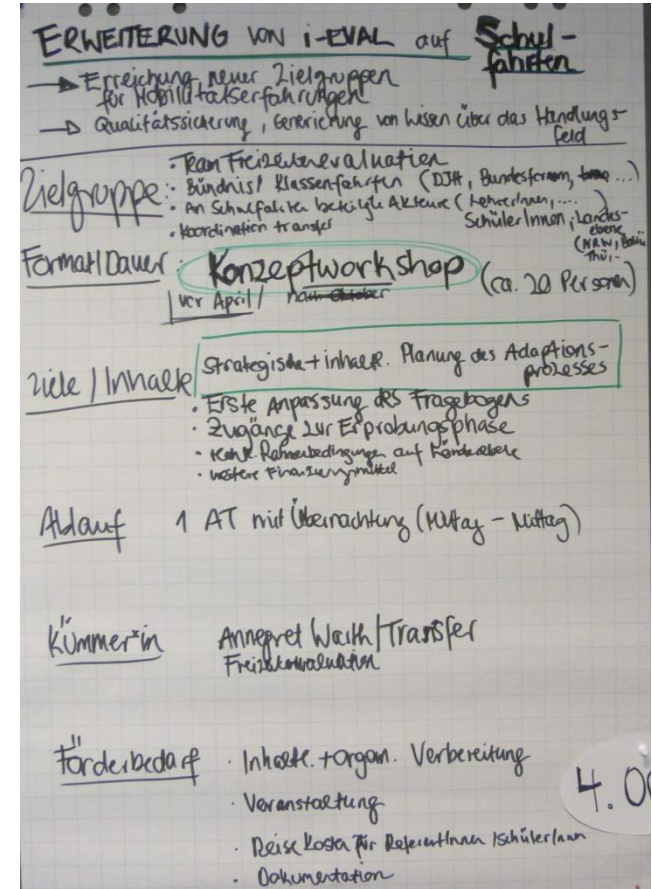 ERWEITERUNG VON i-EVAL auf Schul-
fahrten
→ Erreichung neuer Zielgruppen
für Mobilitätserfahrungen
→ Qualitätssicherung, Generierung von Wissen über das Handlungs-
feld
Zielgruppe:
· Team Freizeitenevaluation
· Bündnis Klassenfahrten (DJH, Bundesforum, ...)
· An Schulfahrten beteiligte Akteure (LehrerInnen, ....
SchülerInnen, Landes-
ebene
(NRW, 
Thü, 
· Koordination transfer
Format/Dauer: Konzeptworkshop (ca. 20 Personen)
vor April / nach Oktober
Ziele / Inhalte
Strategische + inhaltl. Planung des Adaptions-
prozesses
· Erste Anpassung des Fragebogens
· Zugänge zur Erprobungsphase
· Rahmenbedingungen auf Länderebene
· weitere Finanzierungsmittel
Ablauf 1 AT mit Übernachtung (Mittag - Mittag)
Kümmer*in Annegret / Transfer
Freizeitenevaluation
Förderbedarf · Inhaltl. + organ. Vorbereitung
· Veranstaltung
· Reisekosten für ReferentInnen / SchülerInnen
· Dokumentation
4.00